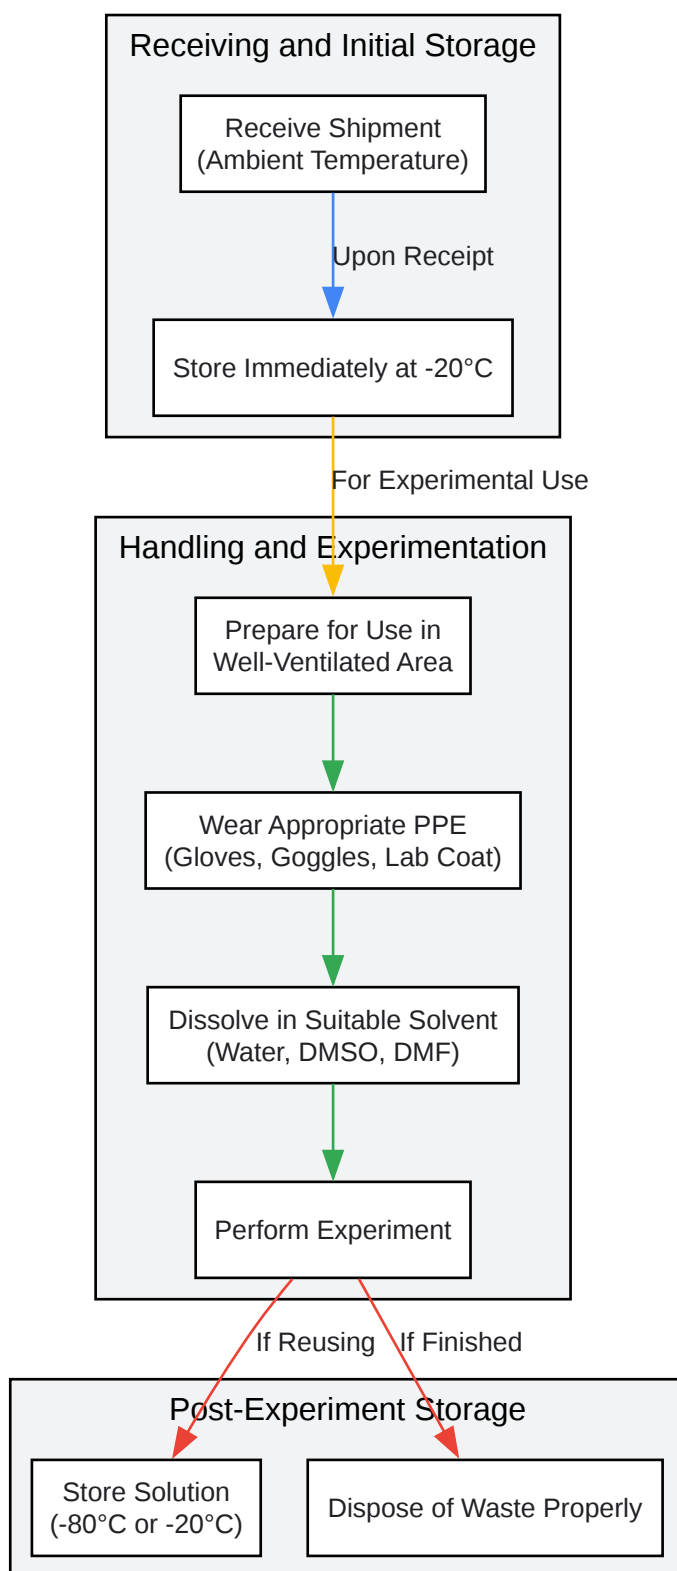 Receiving and Initial Storage
Receive Shipment
(Ambient Temperature)
Upon Receipt
Store Immediately at -20°C
For Experimental Use
Handling and Experimentation
Prepare for Use in
Well-Ventilated Area
Wear Appropriate PPE
(Gloves, Goggles, Lab Coat)
Dissolve in Suitable Solvent
(Water, DMSO, DMF)
Perform Experiment
If Reusing
If Finished
Post-Experiment Storage
Store Solution
(-80°C or -20°C)
Dispose of Waste Properly